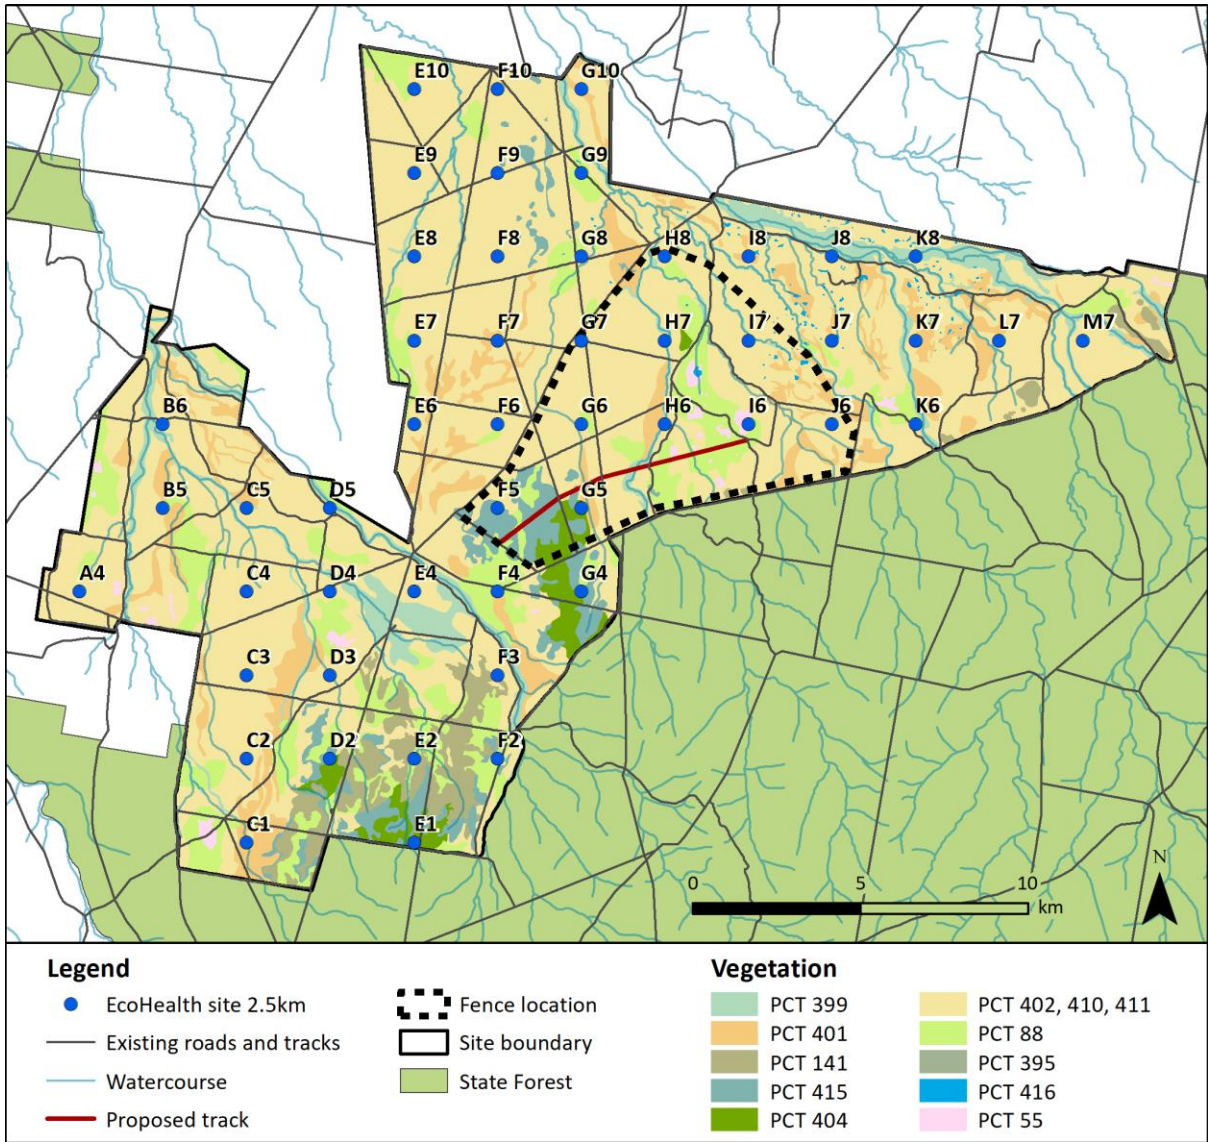 E10 F10 G10
E9 F9 G9
E8 F8 G8 H8 I8 J8 K8
E7 F7 G7 H7 I7 J7 K7 L7 M7
B6 E6 F6 G6 H6 I6 J6 K6
B5 C5 D5 F5 G5
A4 C4 D4 E4 F4 G4
C3 D3 F3
C2 D2 E2 F2
C1 E1
N
0 5 10
km
Legend
EcoHealth site 2.5km
Existing roads and tracks
Watercourse
Proposed track
Fence location
Site boundary
State Forest
Vegetation
PCT 399
PCT 401
PCT 141
PCT 415
PCT 404
PCT 402, 410, 411
PCT 88
PCT 395
PCT 416
PCT 55